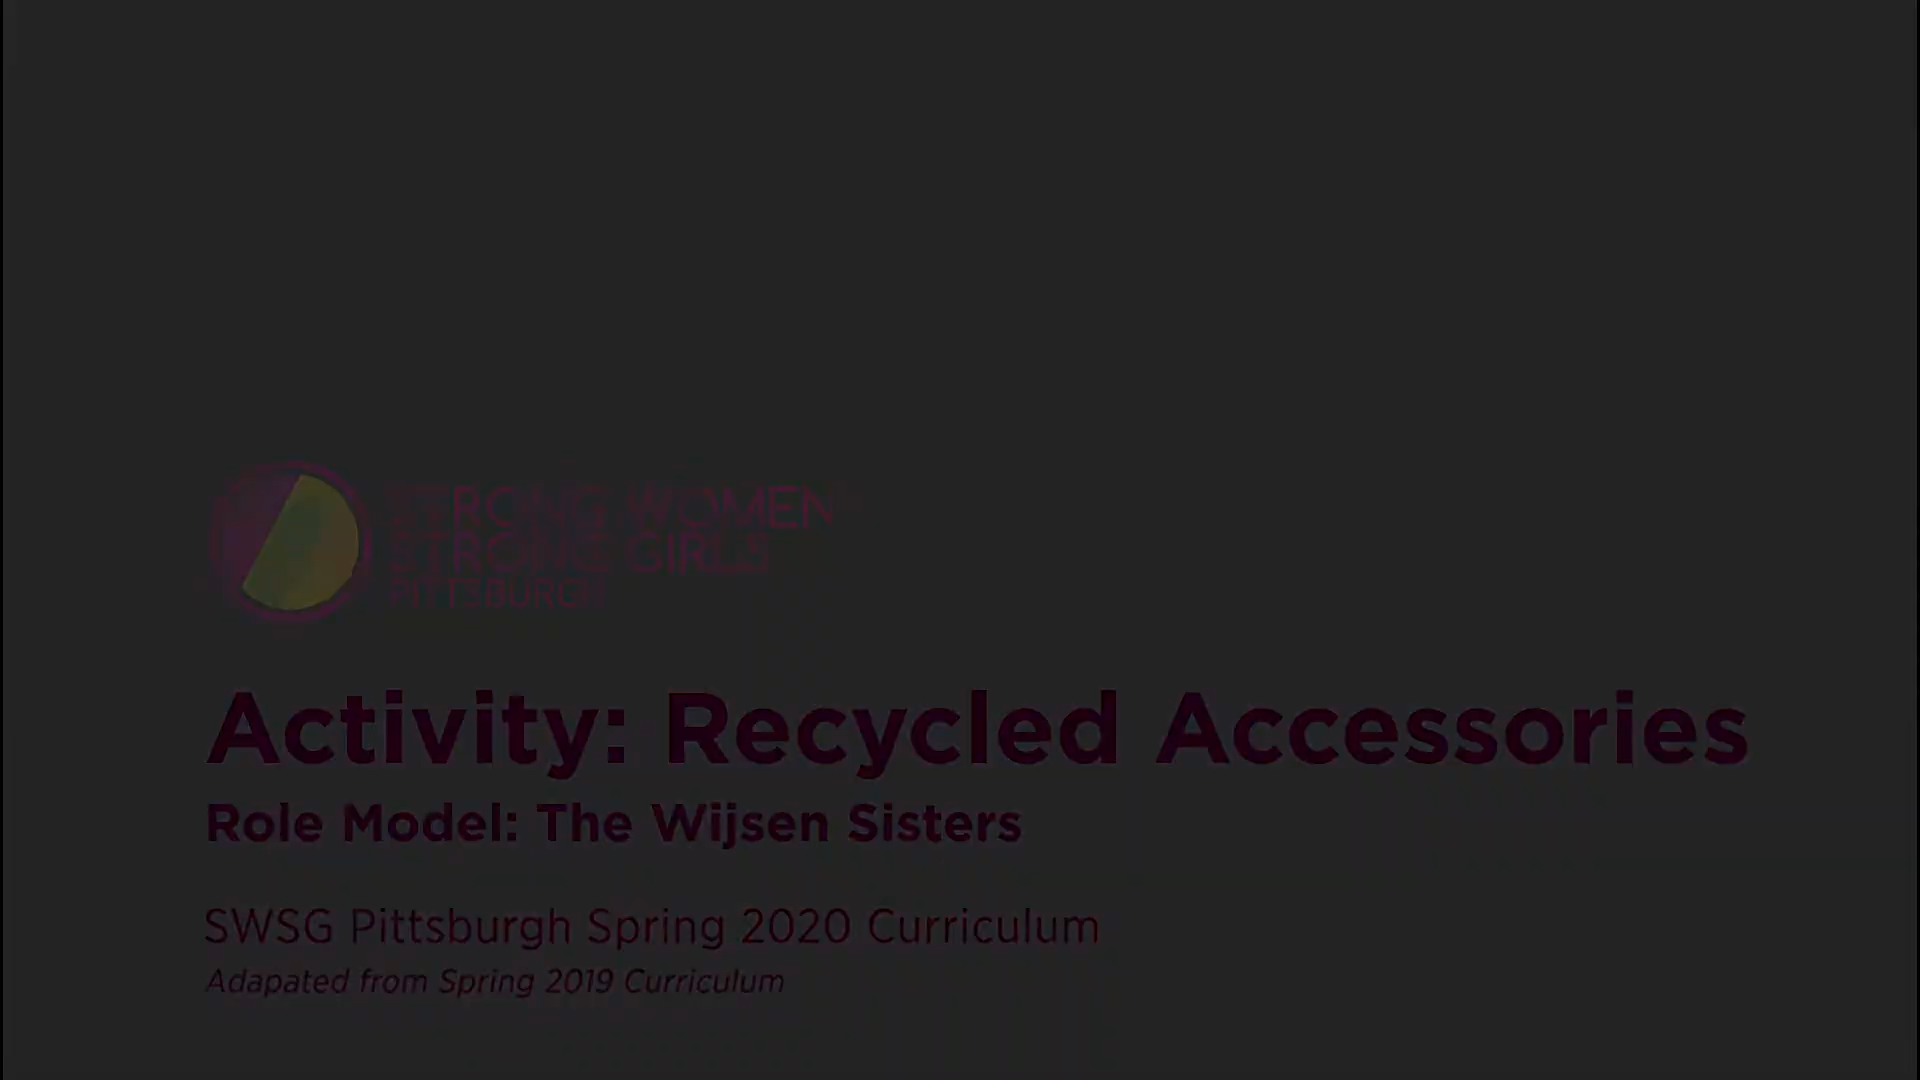 STRONG WOMEN
STRONG GIRLS
PITTSBURGH
Activity: Recycled Accessories
Role Model: The Wijsen Sisters
SWSG Pittsburgh Spring 2020 Curriculum
Adapated from Spring 2019 Curriculum